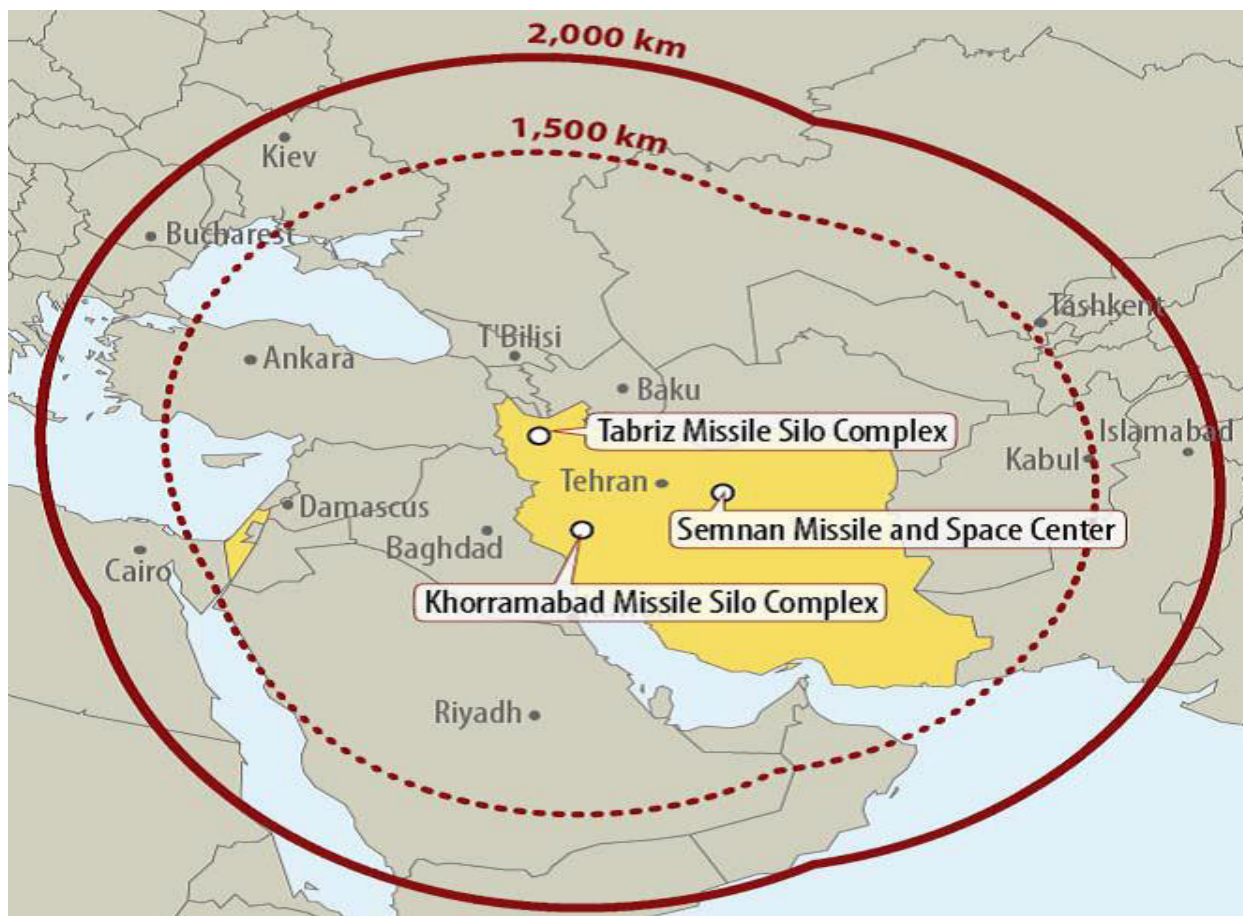 2,000 km
1,500 km
Kiev
Bucharest
Tashkent
T'Bilisi
Ankara
Baku
Tabriz Missile Silo Complex
Islamabad
Kabul
Tehran
Damascus
Semnan Missile and Space Center
Baghdad
Cairo
Khorramabad Missile Silo Complex
Riyadh